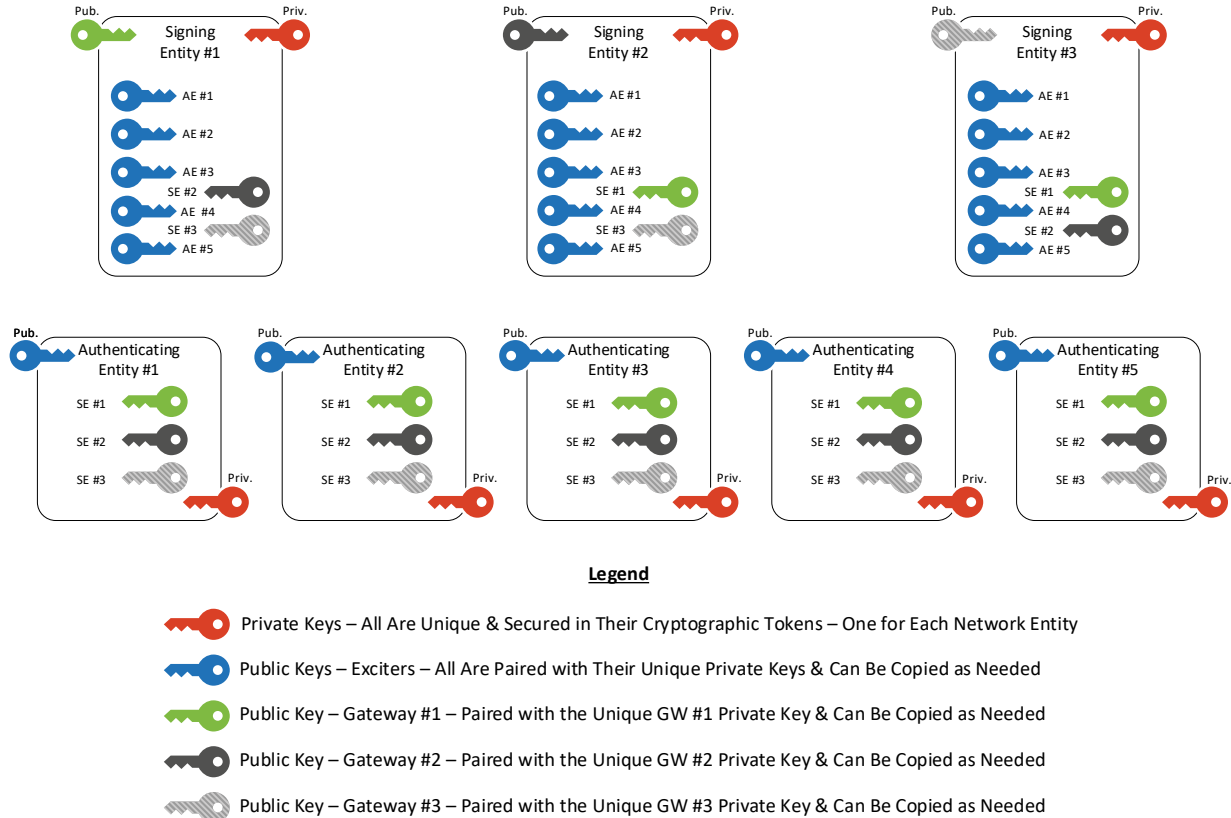 Pub.
Priv.
Signing
Entity #1
AE #1
AE #2
AE #3
SE #2
AE #4
SE #3
AE #5
Pub.
Priv.
Signing
Entity #2
AE #1
AE #2
AE #3
SE #1
AE #4
SE #3
AE #5
Pub.
Priv.
Signing
Entity #3
AE #1
AE #2
AE #3
SE #1
AE #4
SE #2
AE #5
Pub.
Authenticating
Entity #1
SE #1
SE #2
SE #3
Priv.
Pub.
Authenticating
Entity #2
SE #1
SE #2
SE #3
Priv.
Pub.
Authenticating
Entity #3
SE #1
SE #2
SE #3
Priv.
Pub.
Authenticating
Entity #4
SE #1
SE #2
SE #3
Priv.
Pub.
Authenticating
Entity #5
SE #1
SE #2
SE #3
Priv.
Legend
Private Keys – All Are Unique & Secured in Their Cryptographic Tokens – One for Each Network Entity
Public Keys – Exciters – All Are Paired with Their Unique Private Keys & Can Be Copied as Needed
Public Key – Gateway #1 – Paired with the Unique GW #1 Private Key & Can Be Copied as Needed
Public Key – Gateway #2 – Paired with the Unique GW #2 Private Key & Can Be Copied as Needed
Public Key – Gateway #3 – Paired with the Unique GW #3 Private Key & Can Be Copied as Needed